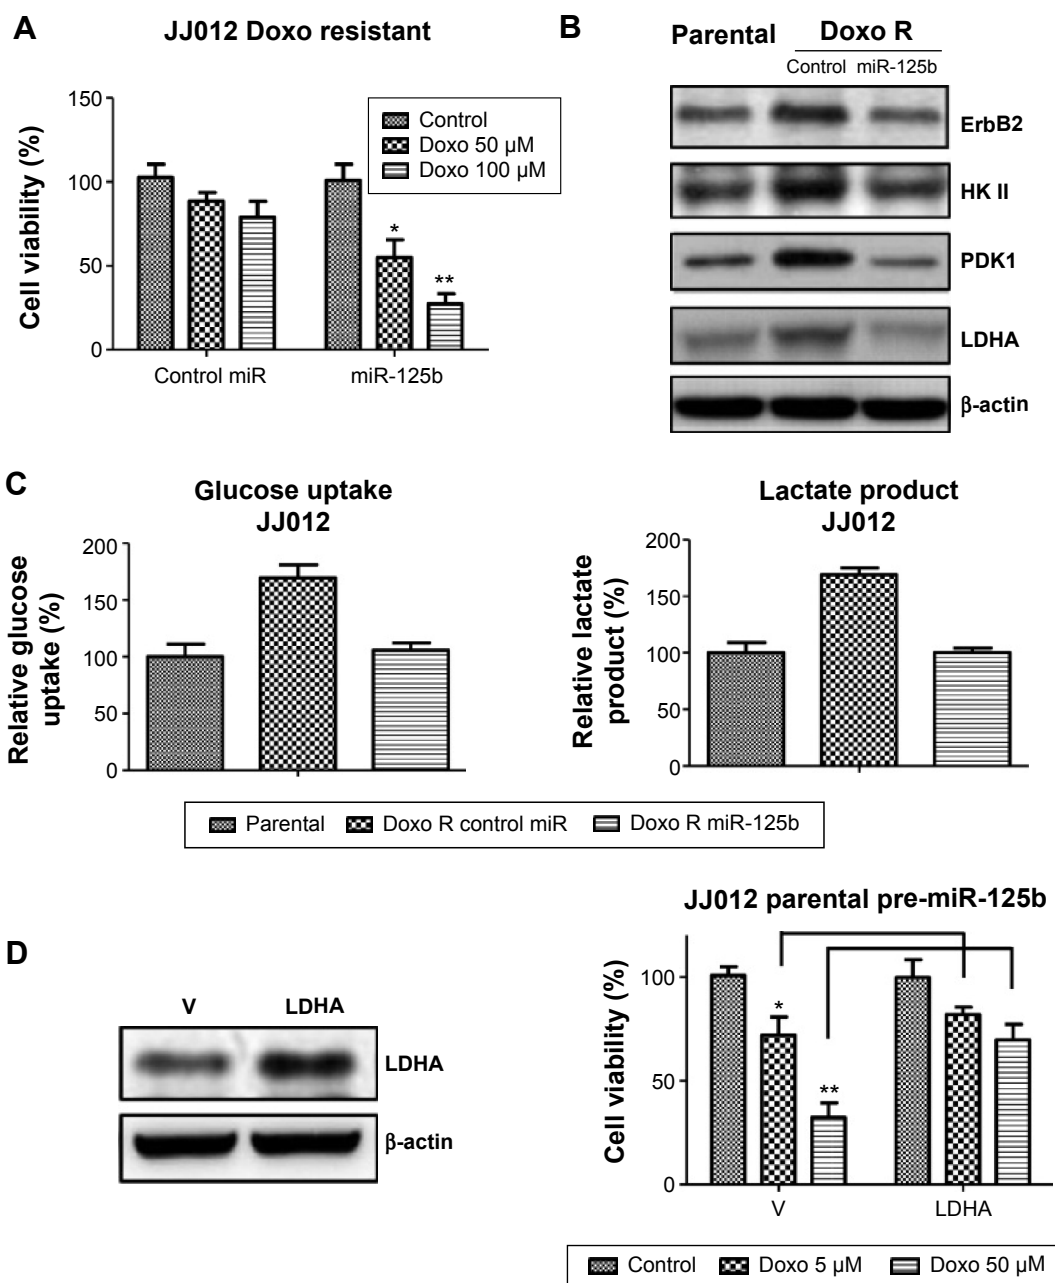 A
JJ012 Doxo resistant
Cell viability (%)
150
100
50
0
Control
Doxo 50 µM
Doxo 100 µM
*
**
Control miR
miR-125b
B
Parental
Doxo R
Control
miR-125b
ErbB2
HK II
PDK1
LDHA
β-actin
C
Glucose uptake
JJ012
Relative glucose
uptake (%)
200
150
100
50
0
Lactate product
JJ012
Relative lactate
product (%)
200
150
100
50
0
Parental
Doxo R control miR
Doxo R miR-125b
D
V
LDHA
LDHA
β-actin
JJ012 parental pre-miR-125b
Cell viability (%)
100
50
0
*
**
V
LDHA
Control
Doxo 5 µM
Doxo 50 µM